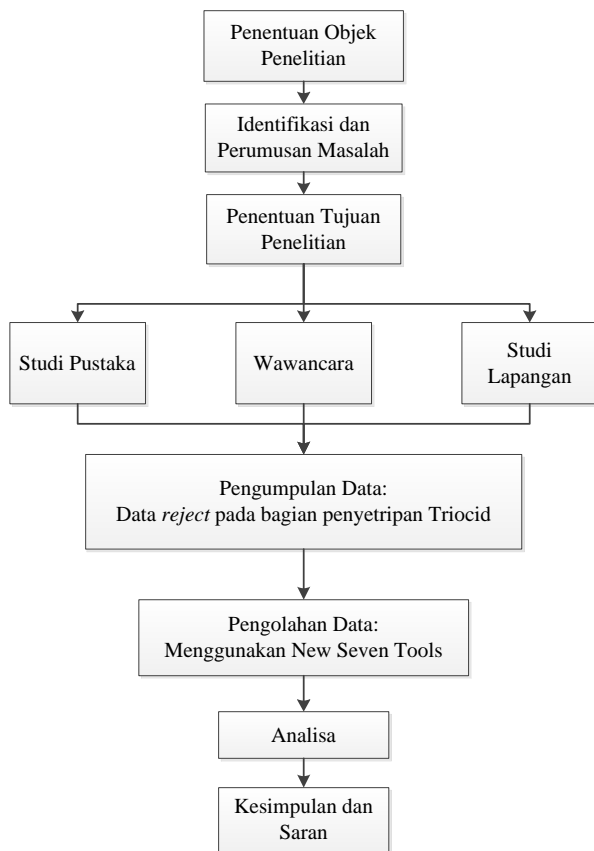 Penentuan Objek
Penelitian
Identifikasi dan
Perumusan Masalah
Penentuan Tujuan
Penelitian
Studi Pustaka
Wawancara
Studi
Lapangan
Pengumpulan Data:
Data reject pada bagian penyetripan Triocid
Pengolahan Data:
Menggunakan New Seven Tools
Analisa
Kesimpulan dan
Saran